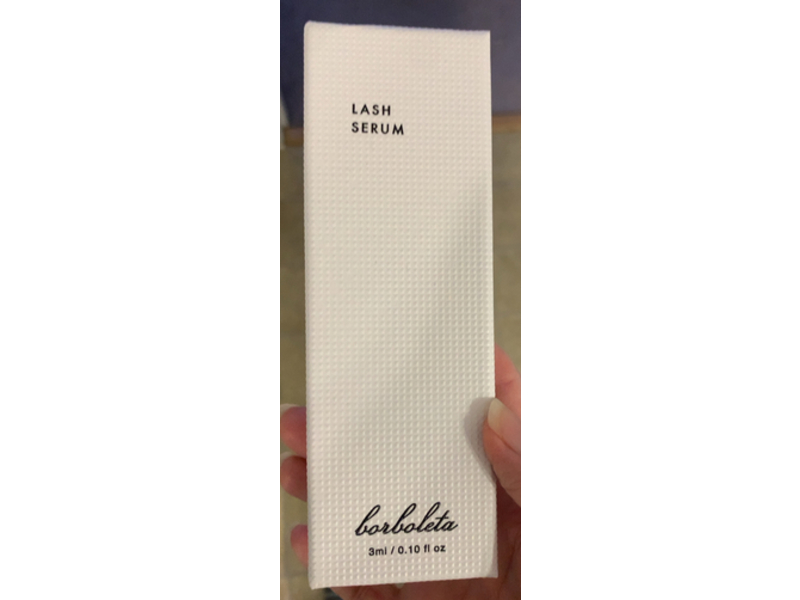 LASH
SERUM
borboleta
3ml / 0.10 fl oz